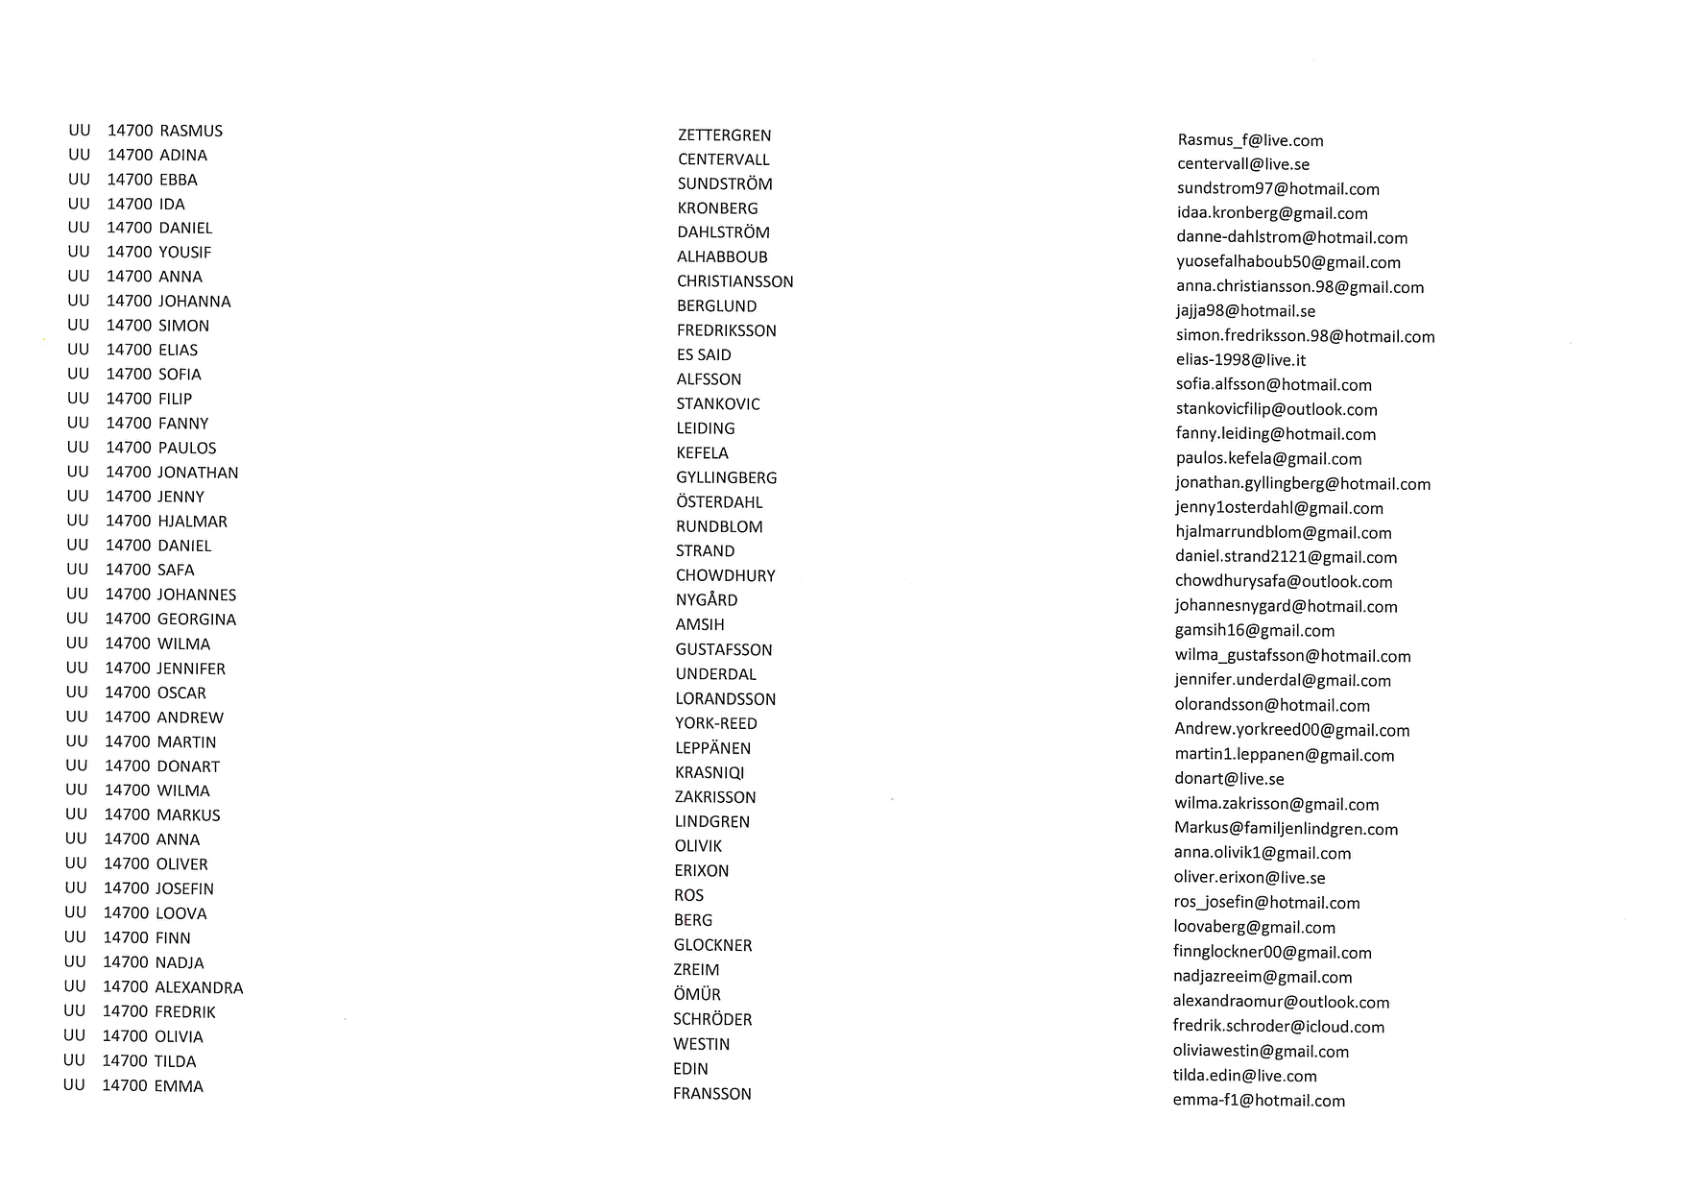 UU 14700 RASMUS ZETTERGREN Rasmus_f@live.com
UU 14700 ADINA CENTERVALL centervall@live.se
UU 14700 EBBA SUNDSTRÖM sundstrom97@hotmail.com
UU 14700 IDA KRONBERG idaa.kronberg@gmail.com
UU 14700 DANIEL DAHLSTRÖM danne-dahlstrom@hotmail.com
UU 14700 YOUSIF ALHABBOUB yuosefalhaboub50@gmail.com
UU 14700 ANNA CHRISTIANSSON anna.christiansson.98@gmail.com
UU 14700 JOHANNA BERGLUND jajja98@hotmail.se
UU 14700 SIMON FREDRIKSSON simon.fredriksson.98@hotmail.com
UU 14700 ELIAS ES SAID elias-1998@live.it
UU 14700 SOFIA ALFSSON sofia.alfsson@hotmail.com
UU 14700 FILIP STANKOVIC stankovicfilip@outlook.com
UU 14700 FANNY LEIDING fanny.leiding@hotmail.com
UU 14700 PAULOS KEFELA paulos.kefela@gmail.com
UU 14700 JONATHAN GYLLINGBERG jonathan.gyllingberg@hotmail.com
UU 14700 JENNY ÖSTERDAHL jenny1osterdahl@gmail.com
UU 14700 HJALMAR RUNDBLOM hjalmarrundblom@gmail.com
UU 14700 DANIEL STRAND daniel.strand2121@gmail.com
UU 14700 SAFA CHOWDHURY chowdhurysafa@outlook.com
UU 14700 JOHANNES NYGÅRD johannesnygard@hotmail.com
UU 14700 GEORGINA AMSIH gamsih16@gmail.com
UU 14700 WILMA GUSTAFSSON wilma_gustafsson@hotmail.com
UU 14700 JENNIFER UNDERDAL jennifer.underdal@gmail.com
UU 14700 OSCAR LORANDSSON olorandsson@hotmail.com
UU 14700 ANDREW YORK-REED Andrew.yorkreed00@gmail.com
UU 14700 MARTIN LEPPÄNEN martin1.leppanen@gmail.com
UU 14700 DONART KRASNIQI donart@live.se
UU 14700 WILMA ZAKRISSON wilma.zakrisson@gmail.com
UU 14700 MARKUS LINDGREN Markus@familjenlindgren.com
UU 14700 ANNA OLIVIK anna.olivik1@gmail.com
UU 14700 OLIVER ERIXON oliver.erixon@live.se
UU 14700 JOSEFIN ROS ros_josefin@hotmail.com
UU 14700 LOOVA BERG loovaberg@gmail.com
UU 14700 FINN GLOCKNER finnglockner00@gmail.com
UU 14700 NADJA ZREIM nadjazreeim@gmail.com
UU 14700 ALEXANDRA ÖMÜR alexandraomur@outlook.com
UU 14700 FREDRIK SCHRÖDER fredrik.schroder@icloud.com
UU 14700 OLIVIA WESTIN oliviawestin@gmail.com
UU 14700 TILDA EDIN tilda.edin@live.com
UU 14700 EMMA FRANSSON emma-f1@hotmail.com